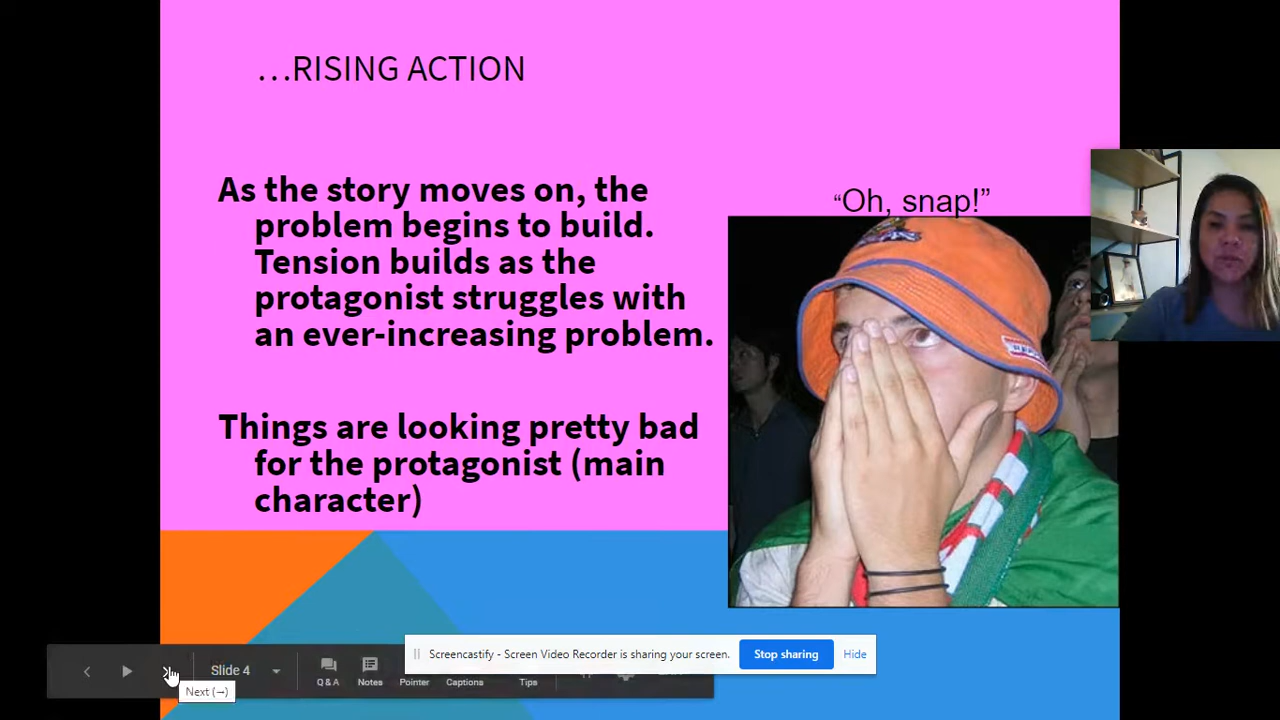 …RISING ACTION
As the story moves on, the
problem begins to build.
Tension builds as the
protagonist struggles with
an ever-increasing problem.
Things are looking pretty bad
for the protagonist (main
character)
“Oh, snap!”
Slide 4
Q & A
Notes
Pointer
Captions
Tips
Next (→)
Screencastify - Screen Video Recorder is sharing your screen.
Stop sharing
Hide